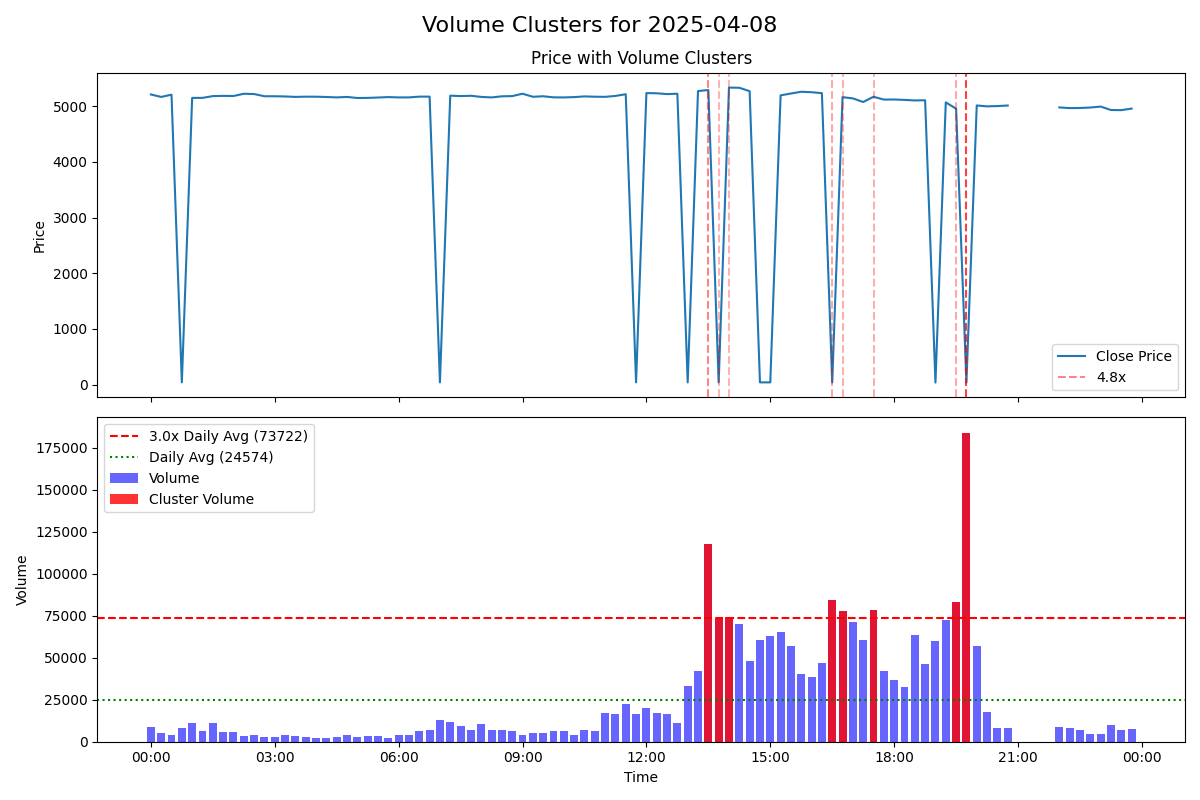 Volume Clusters for 2025-04-08
Price with Volume Clusters
Price
5000
4000
3000
2000
1000
0
Close Price
4.8x
Volume
175000
150000
125000
100000
75000
50000
25000
0
3.0x Daily Avg (73722)
Daily Avg (24574)
Volume
Cluster Volume
00:00
03:00
06:00
09:00
12:00
15:00
18:00
21:00
00:00
Time